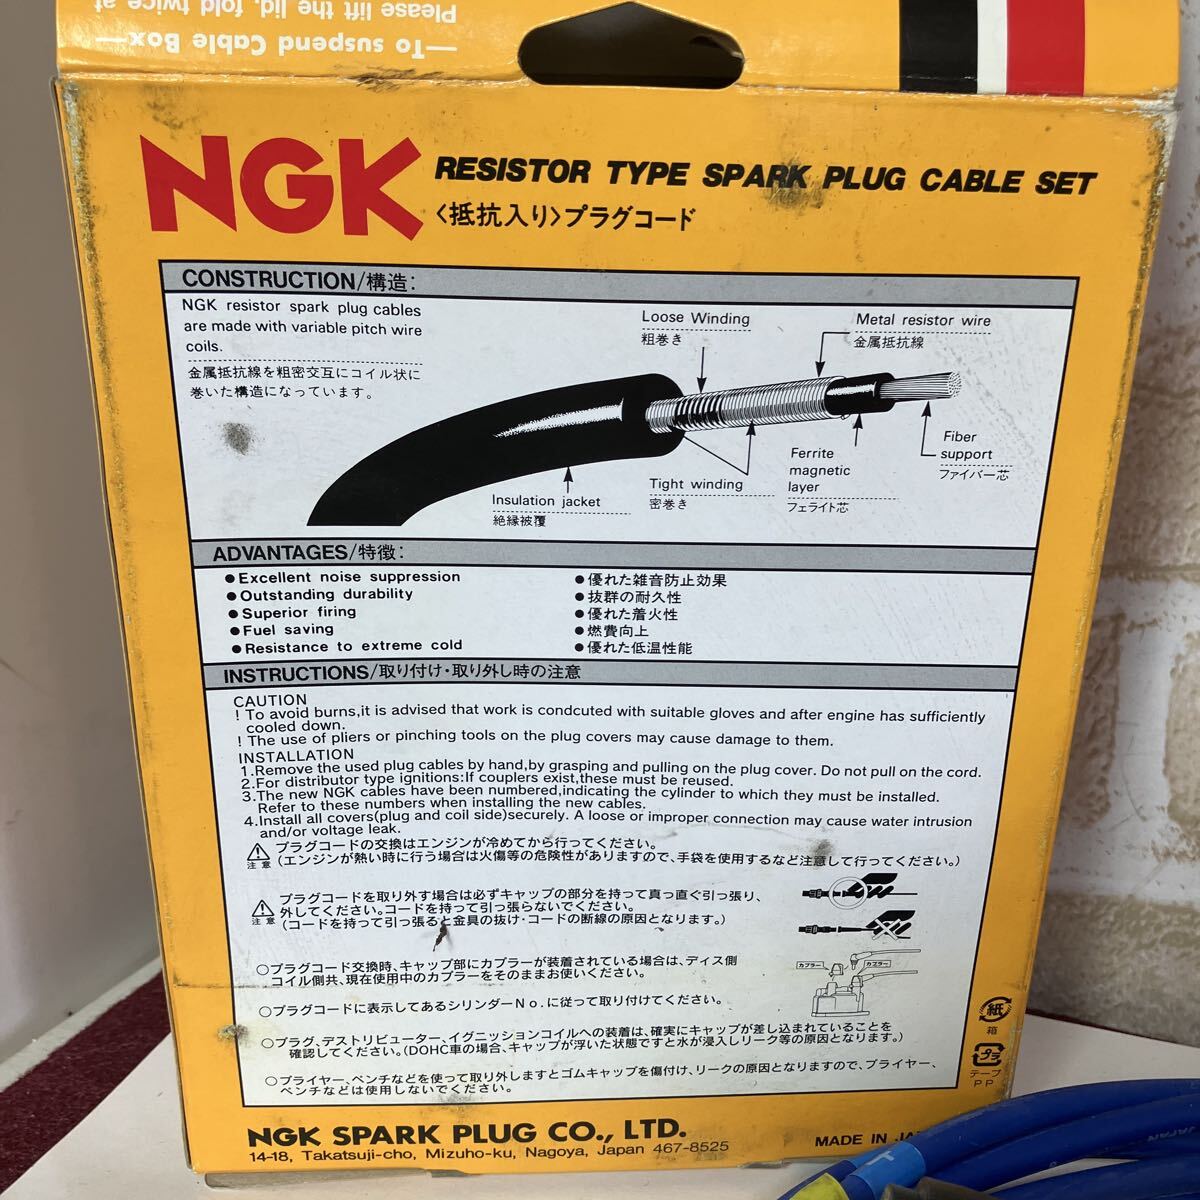 Please lift the lid, fold twice at
—To suspend Cable Box—
NGK
RESISTOR TYPE SPARK PLUG CABLE SET
〈抵抗入り〉プラグコード
CONSTRUCTION/構造:
NGK resistor spark plug cables
are made with variable pitch wire
coils.
金属抵抗線を粗密交互にコイル状に
巻いた構造になっています。
Loose Winding
粗巻き
Metal resistor wire
金属抵抗線
Fiber
support
ファイバー芯
Ferrite
magnetic
layer
フェライト芯
Tight winding
密巻き
Insulation jacket
絶縁被覆
ADVANTAGES/特徴:
●Excellent noise suppression
●Outstanding durability
●Superior firing
●Fuel saving
●Resistance to extreme cold
●優れた雑音防止効果
●抜群の耐久性
●優れた着火性
●燃費向上
●優れた低温性能
INSTRUCTIONS/取り付け・取り外し時の注意
CAUTION
! To avoid burns,it is advised that work is condcuted with suitable gloves and after engine has sufficiently
cooled down.
! The use of pliers or pinching tools on the plug covers may cause damage to them.
INSTALLATION
1.Remove the used plug cables by hand,by grasping and pulling on the plug cover. Do not pull on the cord.
2.For distributor type ignitions:If couplers exist,these must be reused.
3.The new NGK cables have been numbered,indicating the cylinder to which they must be installed.
Refer to these numbers when installing the new cables.
4.Install all covers(plug and coil side)securely. A loose or improper connection may cause water intrusion
and/or voltage leak.
注意
プラグコードの交換はエンジンが冷めてから行ってください。
(エンジンが熱い時に行う場合は火傷等の危険性がありますので、手袋を使用するなど注意して行ってください。)
注意
プラグコードを取り外す場合は必ずキャップの部分を持って真っ直ぐ引っ張り、
外してください。コードを持って引っ張らないでください。
(コードを持って引っ張ると金具の抜け・コードの断線の原因となります。)
○プラグコード交換時、キャップ部にカプラーが装着されている場合は、ディス側
コイル側共、現在使用中のカプラーをそのままお使いください。
カプラー
カプラー
○プラグコードに表示してあるシリンダーNo.に従って取り付けてください。
○プラグ、デストリビューター、イグニッションコイルへの装着は、確実にキャップが差し込まれていることを
確認してください。(DOHC車の場合、キャップが浮いた状態ですと水が浸入しリーク等の原因となります。)
○プライヤー、ペンチなどを使って取り外しますとゴムキャップを傷付け、リークの原因となりますので、プライヤー、
ペンチなどは使用しないでください。
紙
箱
プラ
テープ
PP
NGK SPARK PLUG CO., LTD.
14-18, Takatsuji-cho, Mizuho-ku, Nagoya, Japan 467-8525
MADE IN